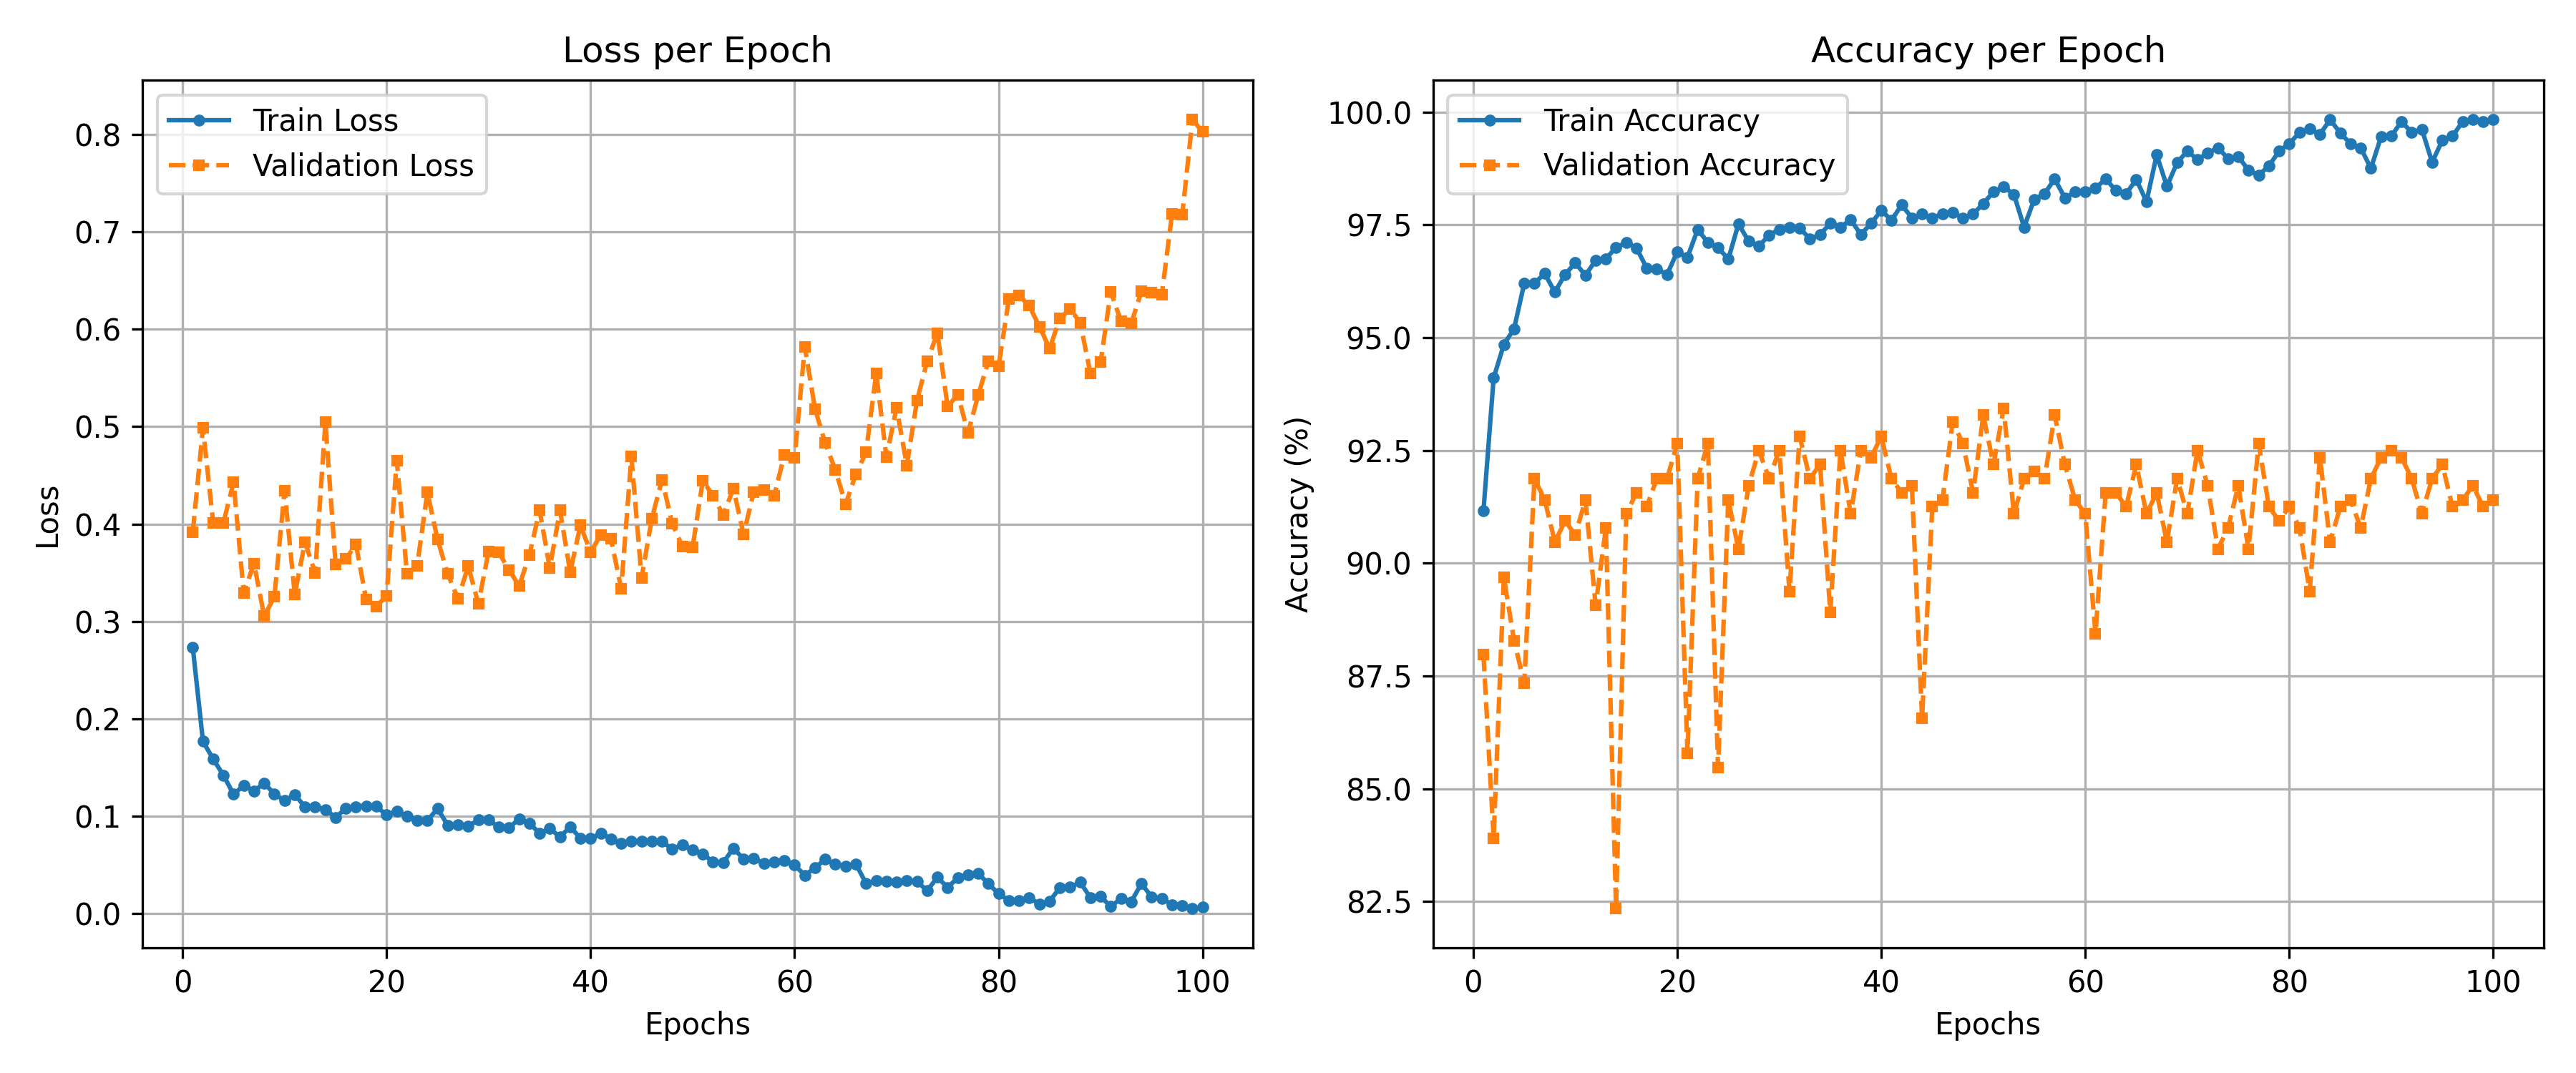 Loss per Epoch
Train Loss
Validation Loss
0.8
0.7
0.6
0.5
0.4
0.3
0.2
0.1
0.0
Loss
0 20 40 60 80 100
Epochs
Accuracy per Epoch
Train Accuracy
Validation Accuracy
100.0
97.5
95.0
92.5
90.0
87.5
85.0
82.5
Accuracy (%)
0 20 40 60 80 100
Epochs